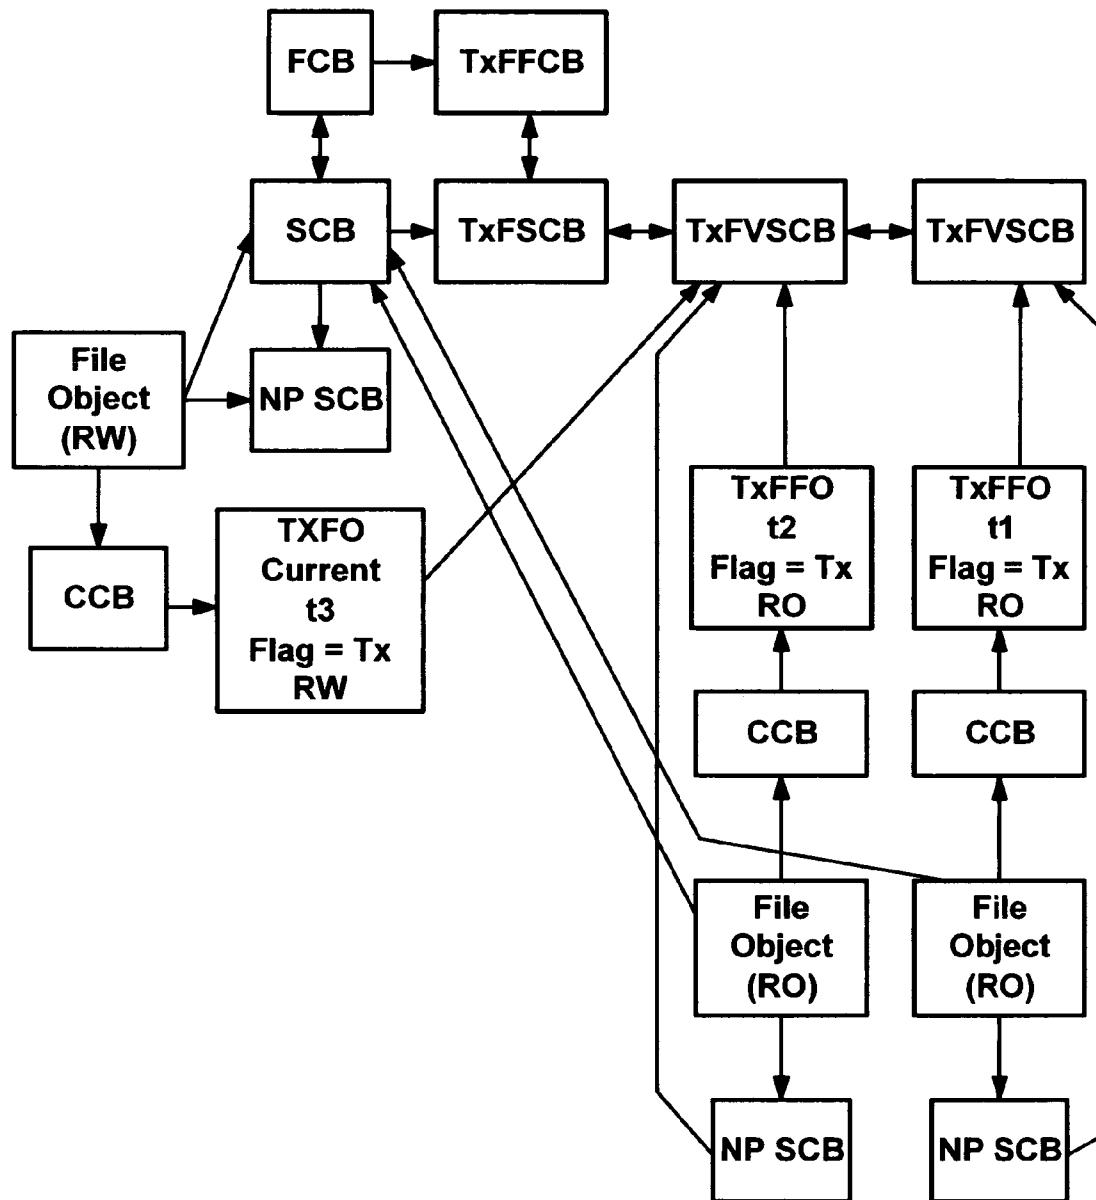 FCB
TxFFCB
SCB
TxFSCB
TxFVSCB
TxFVSCB
File
Object
(RW)
NP SCB
CCB
TXFO
Current
t3
Flag = Tx
RW
TxFFO
t2
Flag = Tx
RO
TxFFO
t1
Flag = Tx
RO
CCB
CCB
File
Object
(RO)
File
Object
(RO)
NP SCB
NP SCB